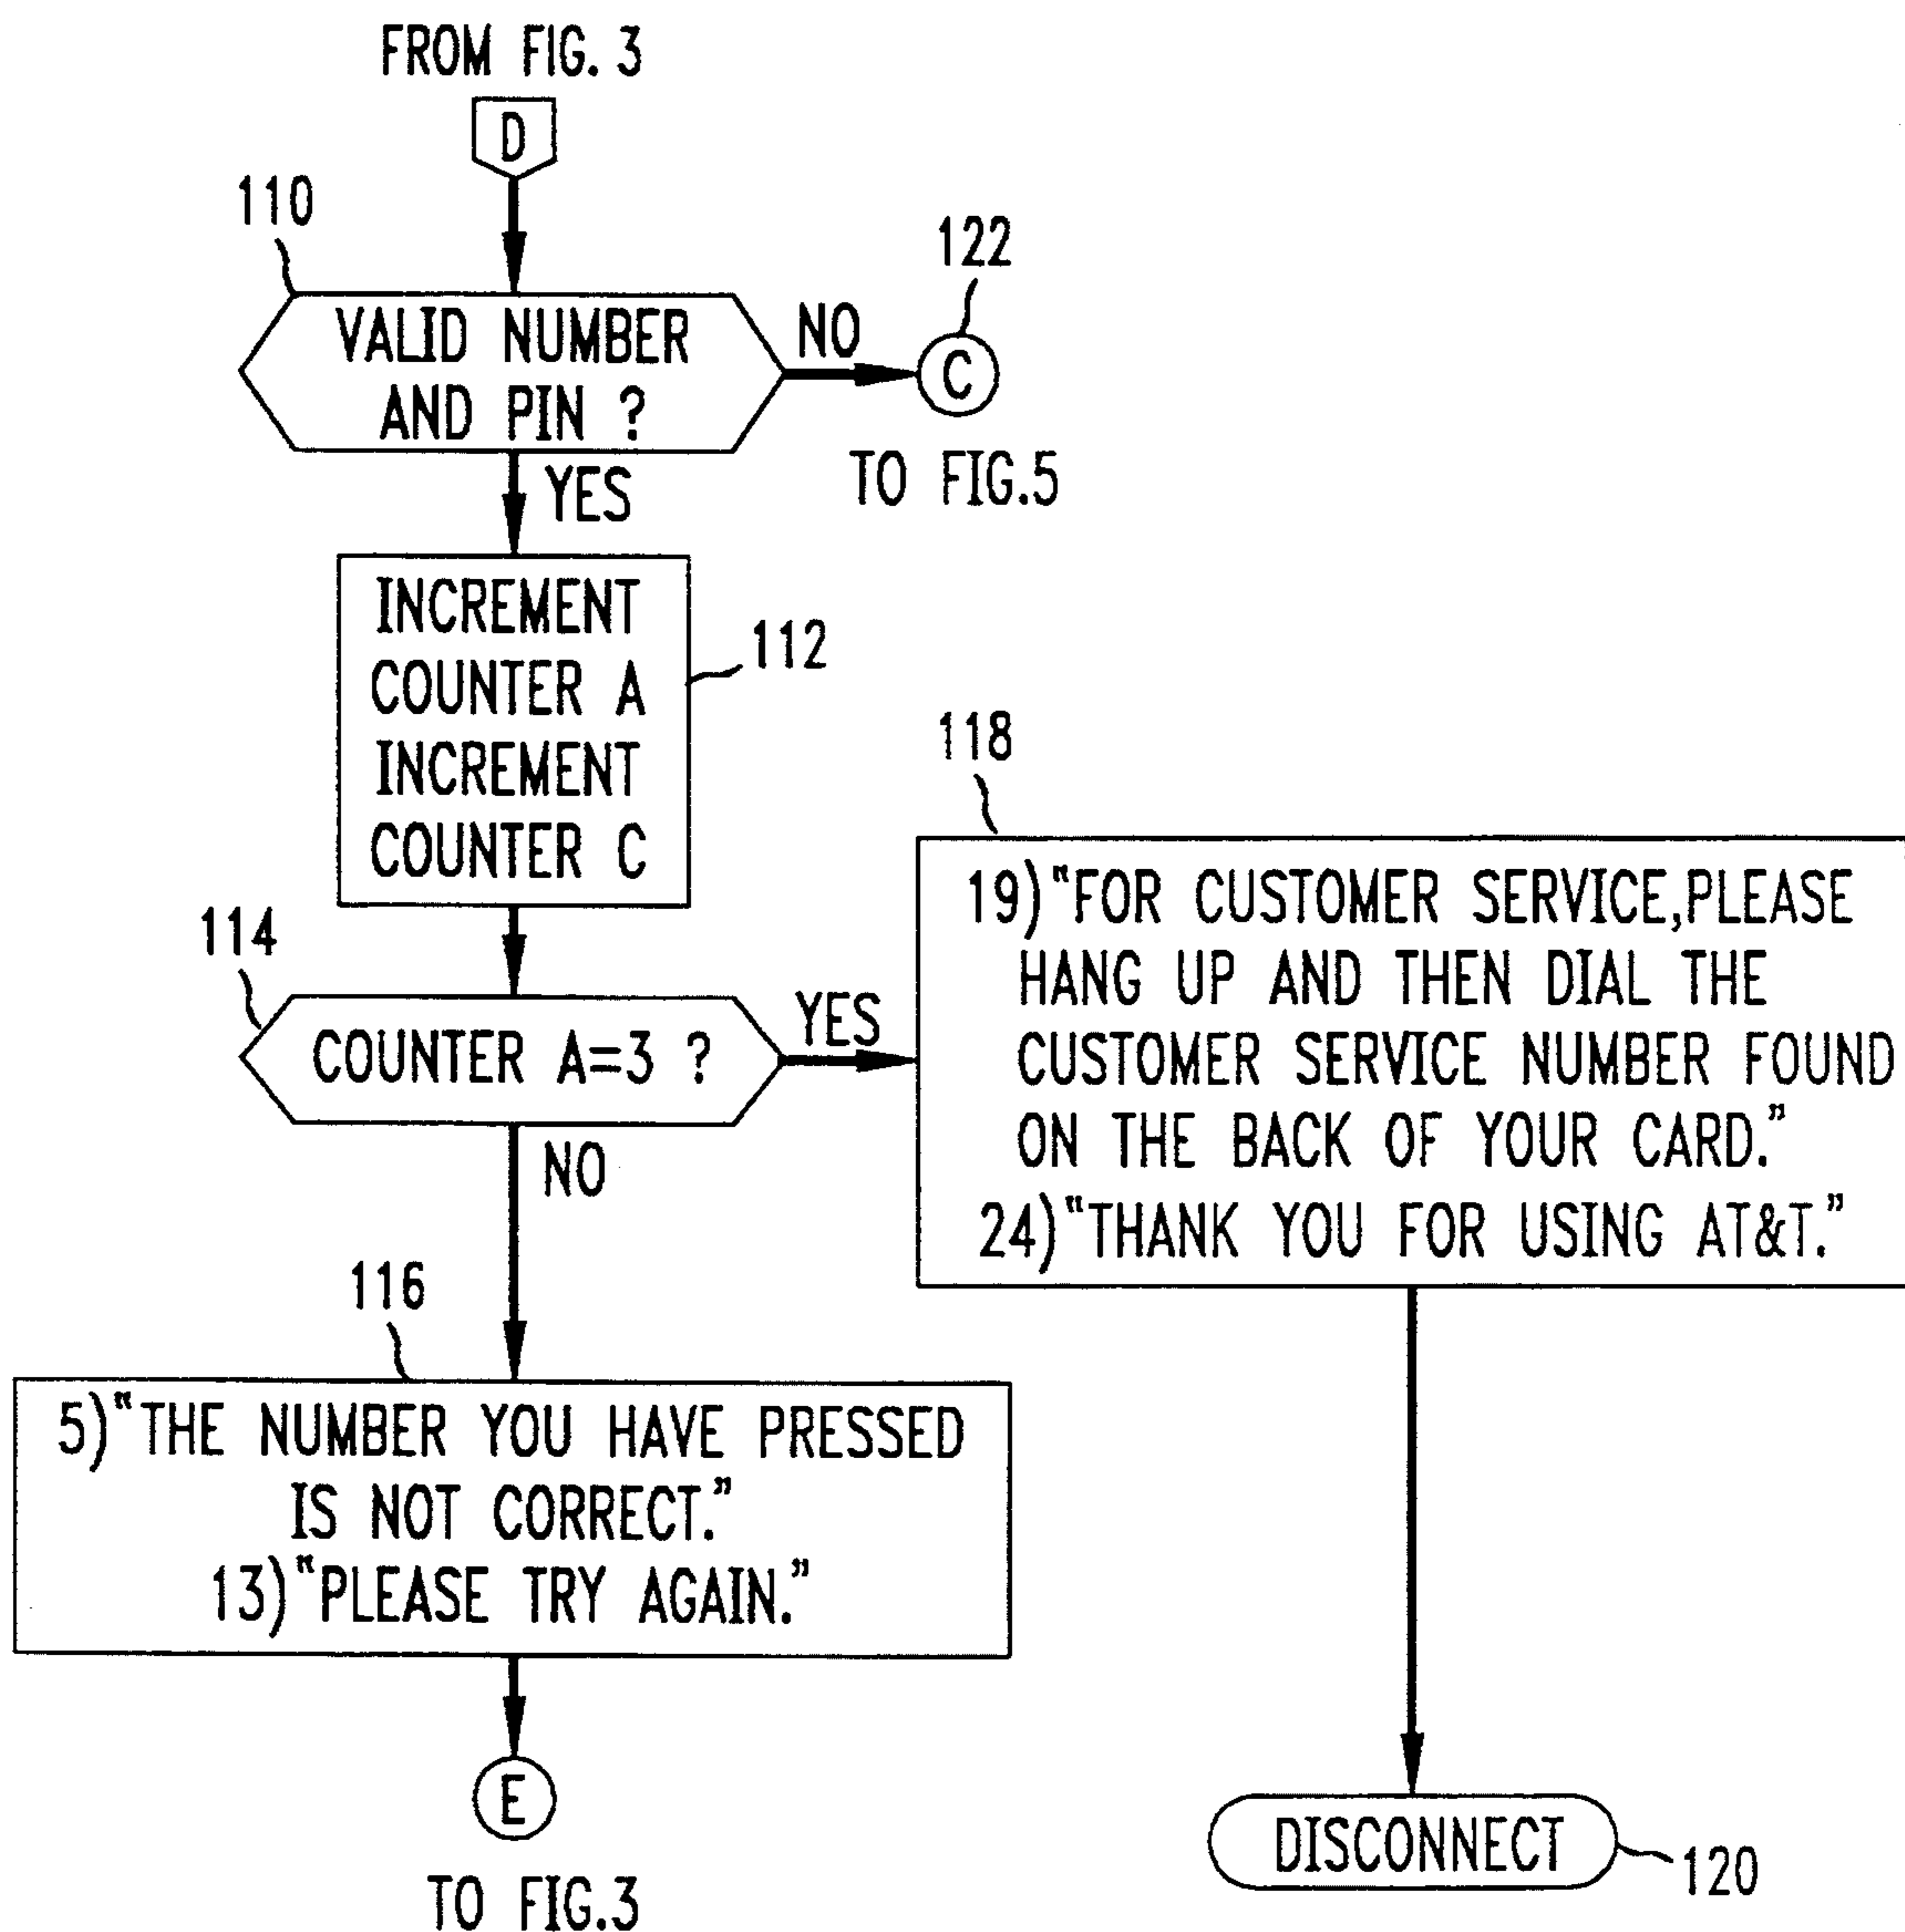 FROM FIG. 3
D
110
VALID NUMBER
AND PIN ?
NO
122
C
TO FIG.5
YES
INCREMENT
COUNTER A
INCREMENT
COUNTER C
112
114
COUNTER A=3 ?
YES
118
19)"FOR CUSTOMER SERVICE,PLEASE
HANG UP AND THEN DIAL THE
CUSTOMER SERVICE NUMBER FOUND
ON THE BACK OF YOUR CARD."
24)"THANK YOU FOR USING AT&T."
NO
116
5)"THE NUMBER YOU HAVE PRESSED
IS NOT CORRECT."
13)"PLEASE TRY AGAIN."
E
TO FIG.3
DISCONNECT
120